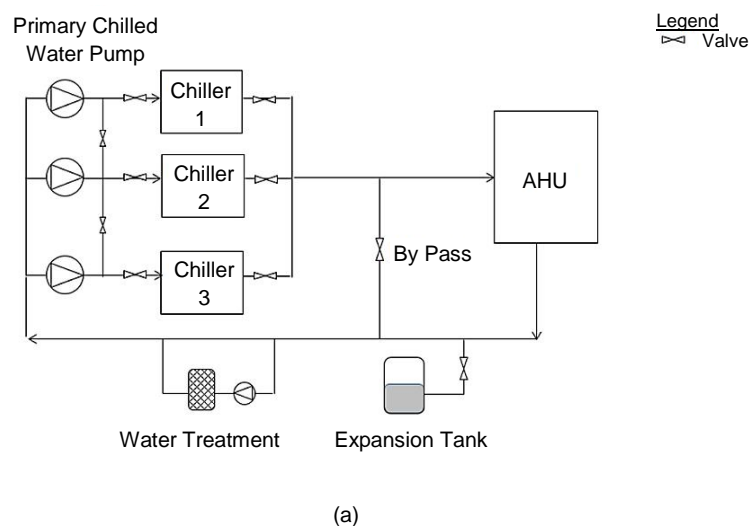 Primary Chilled
Water Pump
Legend
Valve
Chiller
1
Chiller
2
AHU
By Pass
Chiller
3
Water Treatment
Expansion Tank
(a)